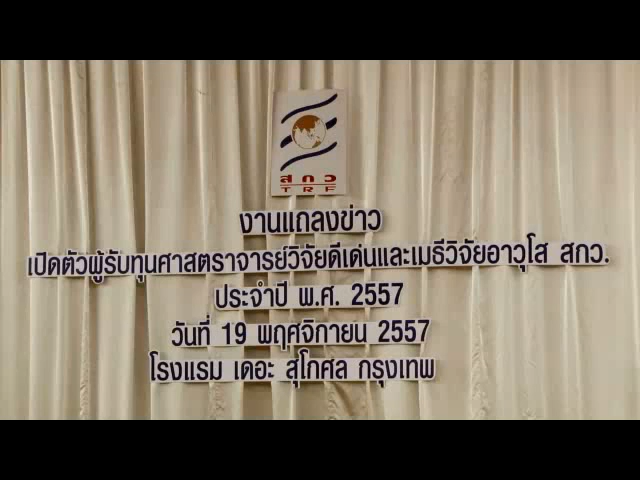 สกว
TRF
งานแถลงข่าว
เปิดตัวผู้รับทุนศาสตราจารย์วิจัยดีเด่นและเมธีวิจัยอาวุโส สกว.
ประจำปี พ.ศ. 2557
วันที่ 19 พฤศจิกายน 2557
โรงแรม เดอะ สุโกศล กรุงเทพ